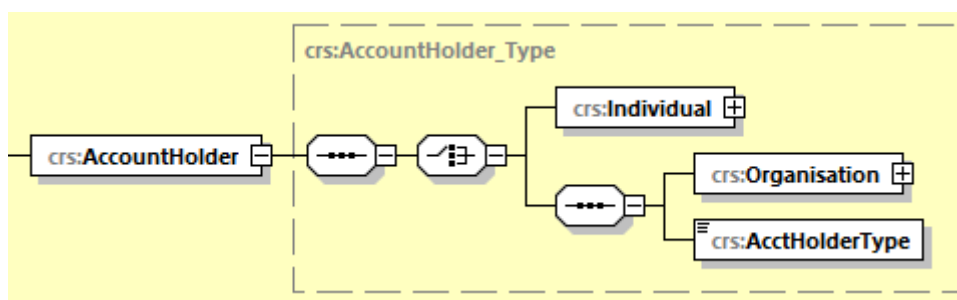 crs:AccountHolder_Type
crs:Individual
crs:AccountHolder
crs:Organisation
crs:AcctHolderType